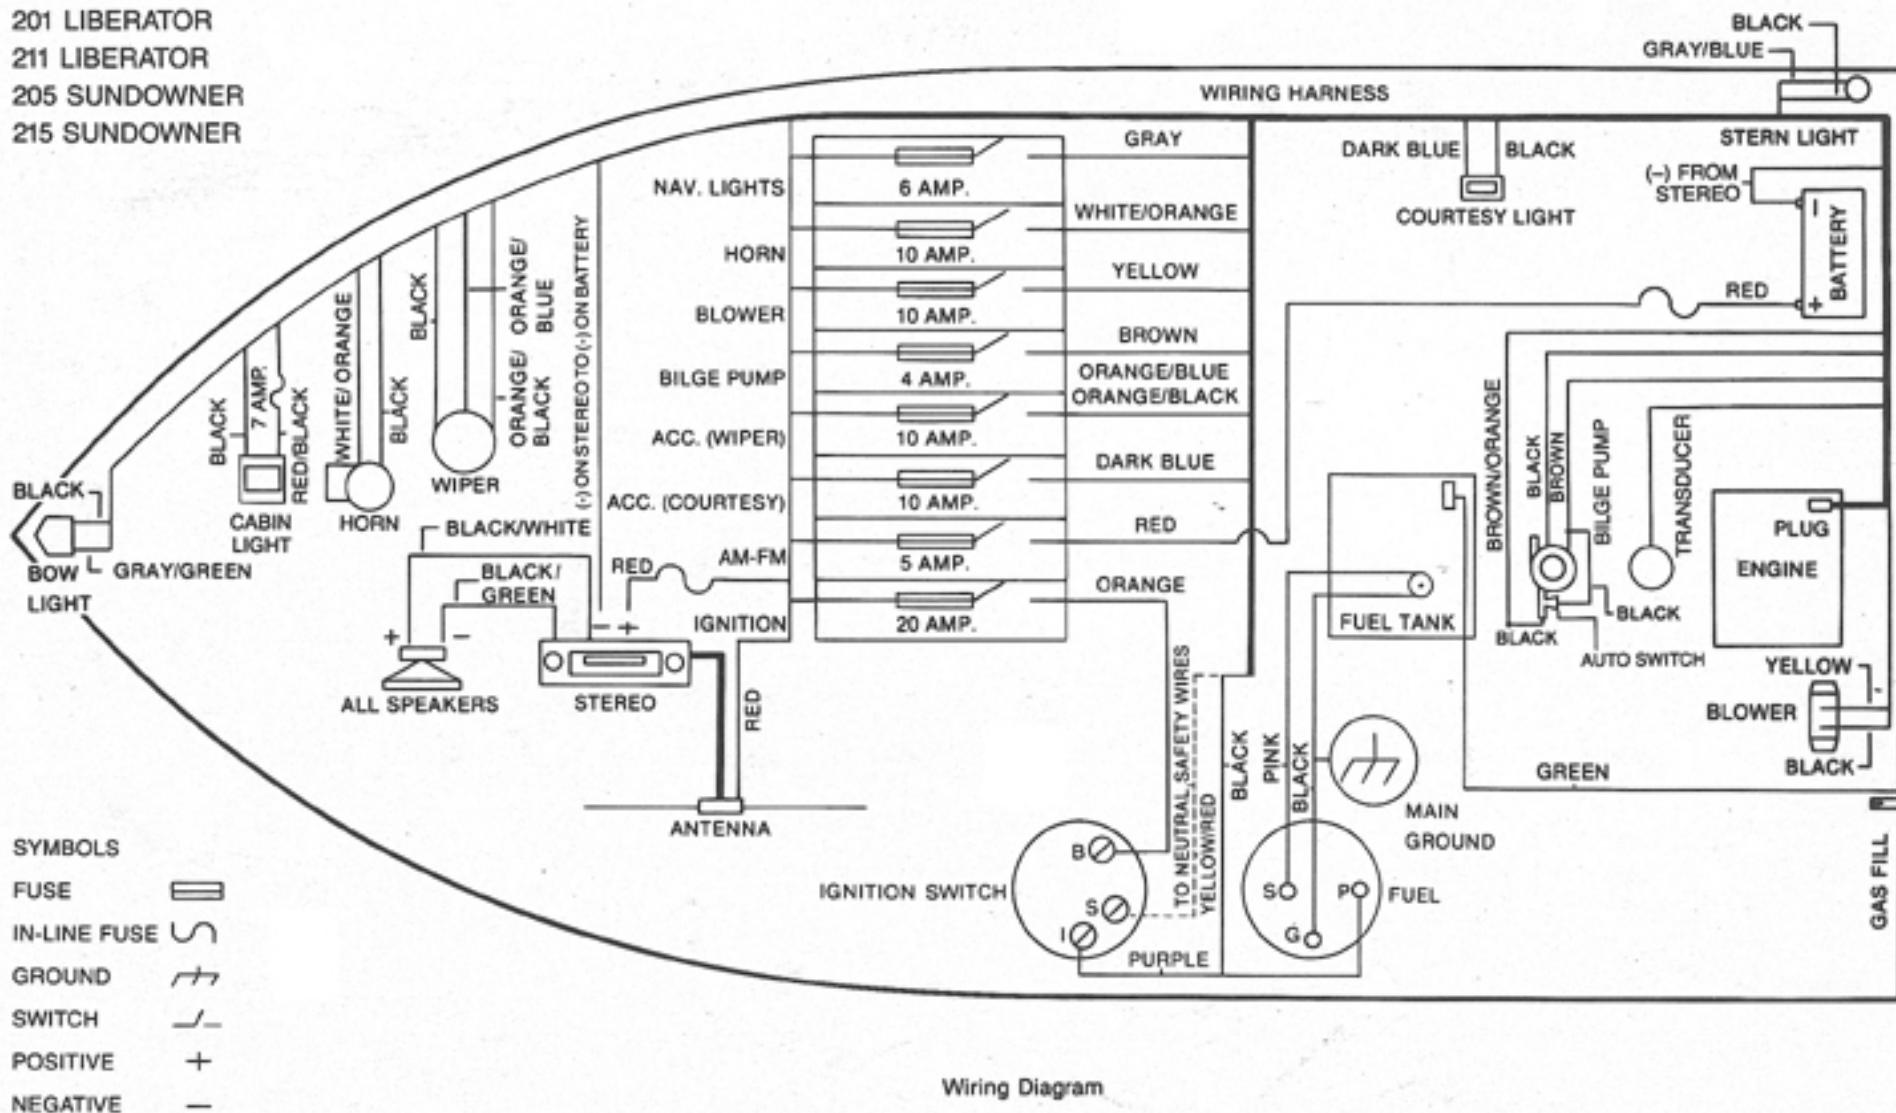 201 LIBERATOR
211 LIBERATOR
205 SUNDOWNER
215 SUNDOWNER
BLACK
GRAY/BLUE
WIRING HARNESS
STERN LIGHT
GRAY
NAV. LIGHTS
6 AMP.
WHITE/ORANGE
HORN
10 AMP.
YELLOW
BLOWER
10 AMP.
BROWN
BILGE PUMP
4 AMP.
ORANGE/BLUE
ORANGE/BLACK
ACC. (WIPER)
10 AMP.
DARK BLUE
ACC. (COURTESY)
10 AMP.
RED
AM-FM
5 AMP.
ORANGE
IGNITION
20 AMP.
DARK BLUE
BLACK
COURTESY LIGHT
(-) FROM
STEREO
−
BATTERY
+
RED
BLACK
7 AMP.
RED/BLACK
CABIN
LIGHT
WHITE/ORANGE
BLACK
HORN
BLACK
ORANGE/
BLUE
ORANGE/
BLACK
WIPER
(-) ON STEREO TO (-) ON BATTERY
BLACK
GRAY/GREEN
BOW
LIGHT
BLACK/WHITE
BLACK/
GREEN
RED
− +
+ −
ALL SPEAKERS
STEREO
RED
ANTENNA
BROWN/ORANGE
BLACK
BROWN
BILGE PUMP
TRANSDUCER
BLACK
BLACK
AUTO SWITCH
PLUG
ENGINE
FUEL TANK
YELLOW
BLOWER
BLACK
GREEN
GAS FILL
TO NEUTRAL SAFETY WIRES
YELLOW/RED
BLACK
PINK
BLACK
MAIN
GROUND
IGNITION SWITCH
B
S
I
PURPLE
S
P
G
FUEL
SYMBOLS
FUSE
IN-LINE FUSE
GROUND
SWITCH
POSITIVE +
NEGATIVE −
Wiring Diagram